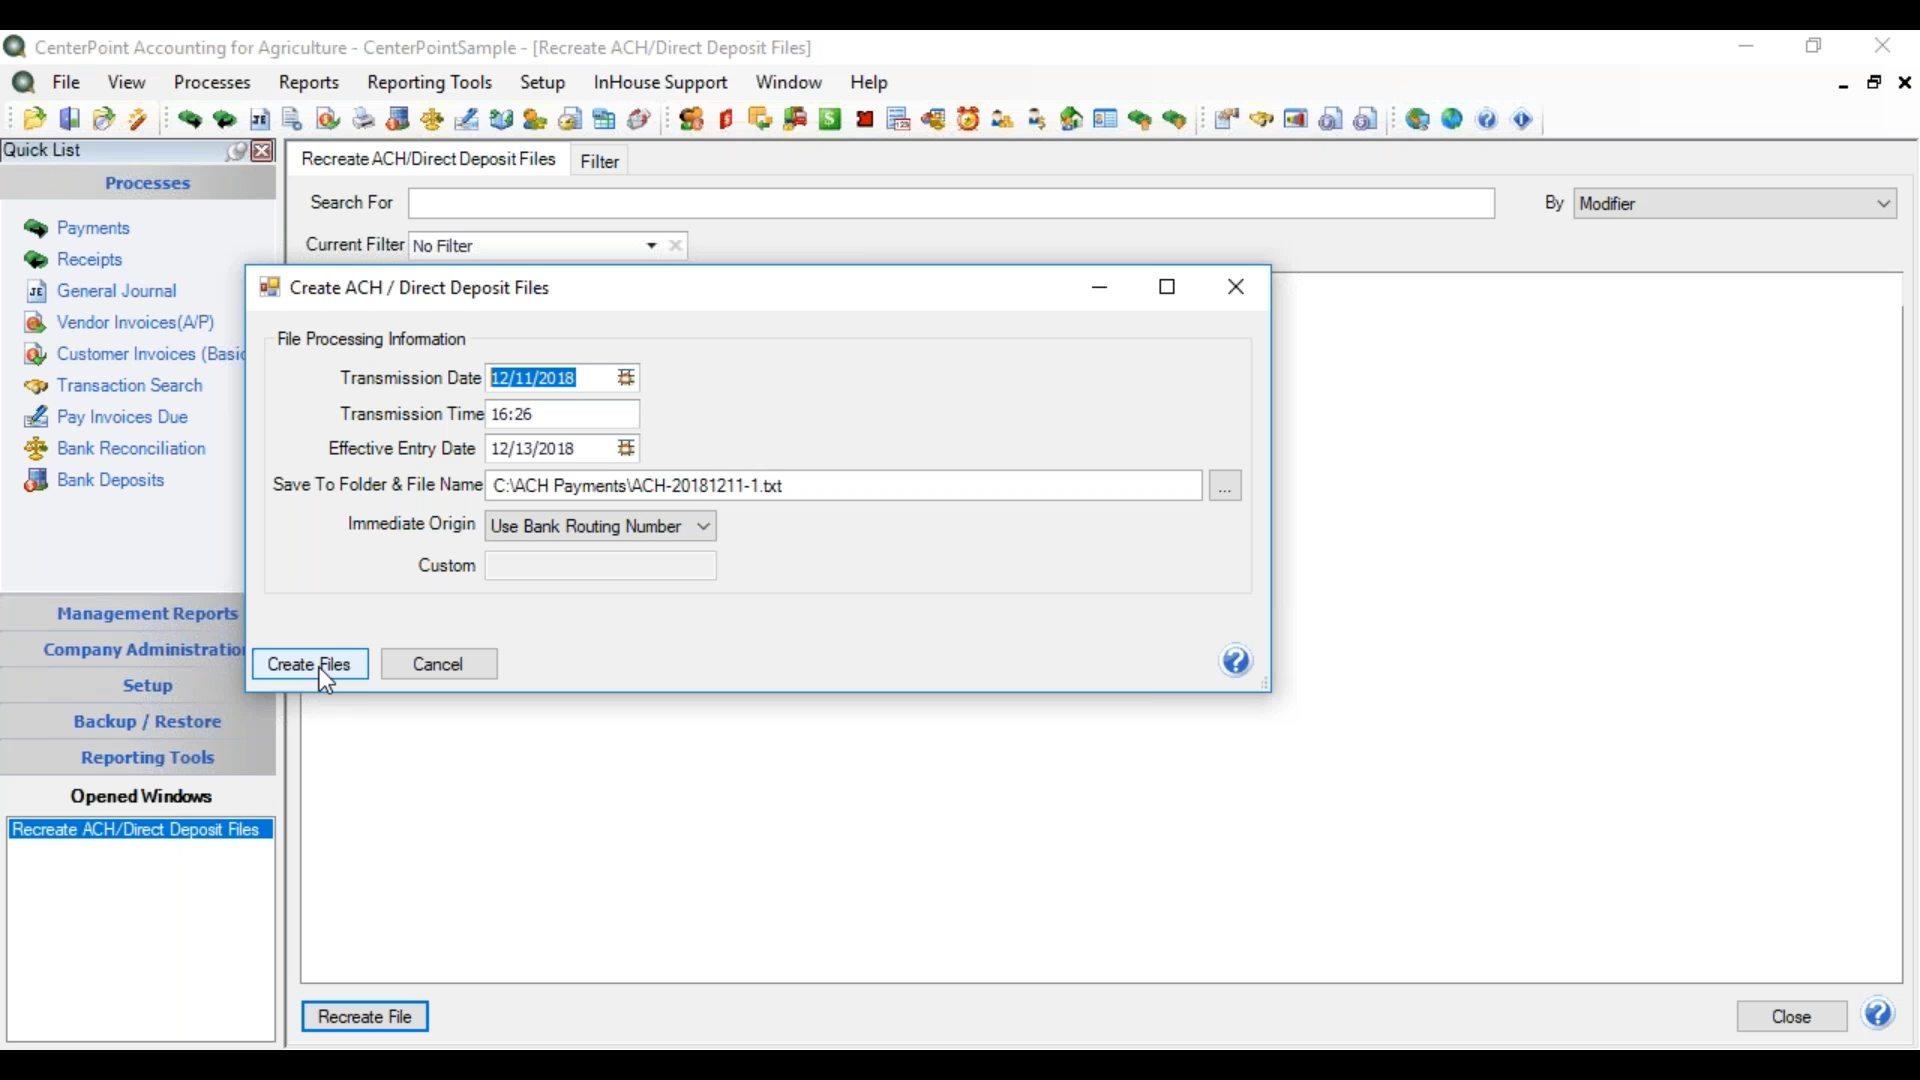 CenterPoint Accounting for Agriculture - CenterPointSample - [Recreate ACH/Direct Deposit Files]
File View Processes Reports Reporting Tools Setup InHouse Support Window Help
Quick List
Recreate ACH/Direct Deposit Files Filter
Processes
Search For By Modifier
Payments
Current Filter No Filter
Receipts
General Journal
Vendor Invoices(A/P)
Customer Invoices (Basic
Transaction Search
Pay Invoices Due
Bank Reconciliation
Bank Deposits
Create ACH / Direct Deposit Files
File Processing Information
Transmission Date 12/11/2018
Transmission Time 16:26
Effective Entry Date 12/13/2018
Save To Folder & File Name C:\ACH Payments\ACH-20181211-1.txt ...
Immediate Origin Use Bank Routing Number
Custom
Create Files Cancel
Management Reports
Company Administration
Setup
Backup / Restore
Reporting Tools
Opened Windows
Recreate ACH/Direct Deposit Files
Recreate File Close